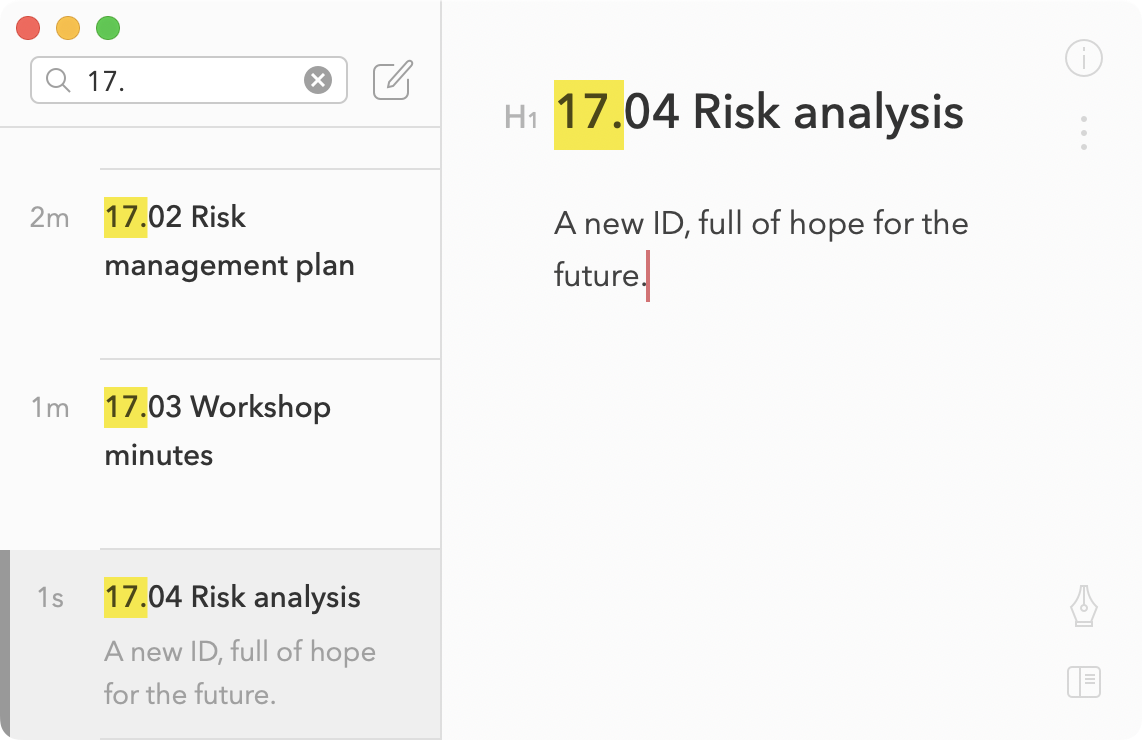 17.
2m
17.02 Risk
management plan
1m
17.03 Workshop
minutes
1s
17.04 Risk analysis
A new ID, full of hope
for the future.
H1 17.04 Risk analysis
A new ID, full of hope for the
future.